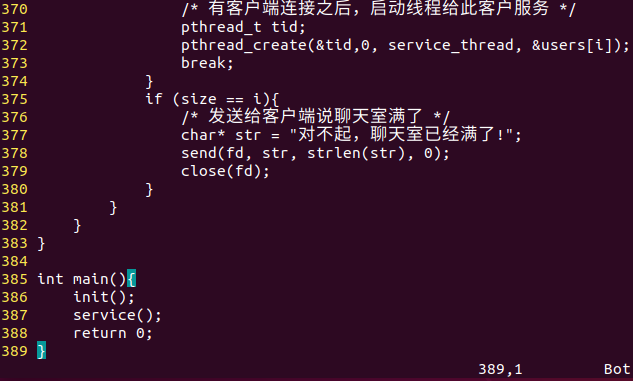 370                 /* 有客户端连接之后，启动线程给此客户服务 */
371                 pthread_t tid;
372                 pthread_create(&tid,0, service_thread, &users[i]);
373                 break;
374             }
375             if (size == i){
376                 /* 发送给客户端说聊天室满了 */
377                 char* str = "对不起，聊天室已经满了!";
378                 send(fd, str, strlen(str), 0);
379                 close(fd);
380             }
381         }
382     }
383 }
384
385 int main(){
386     init();
387     service();
388     return 0;
389 }
389,1         Bot